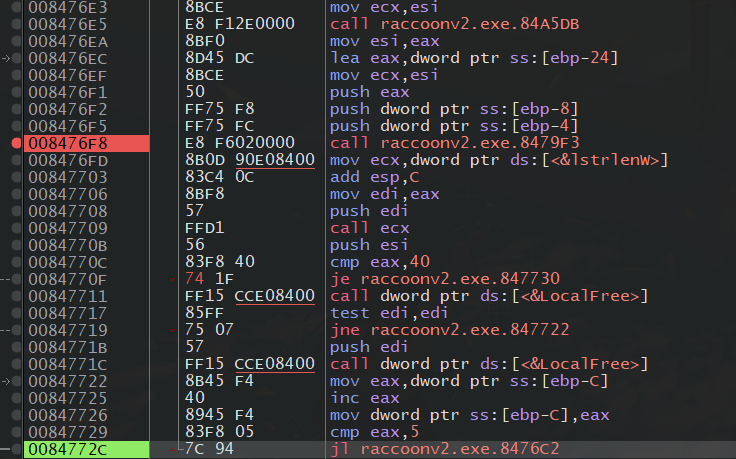 008476E3 8BCE mov ecx,esi
008476E5 E8 F12E0000 call raccoonv2.exe.84A5DB
008476EA 8BF0 mov esi,eax
008476EC 8D45 DC lea eax,dword ptr ss:[ebp-24]
008476EF 8BCE mov ecx,esi
008476F1 50 push eax
008476F2 FF75 F8 push dword ptr ss:[ebp-8]
008476F5 FF75 FC push dword ptr ss:[ebp-4]
008476F8 E8 F6020000 call raccoonv2.exe.8479F3
008476FD 8B0D 90E08400 mov ecx,dword ptr ds:[<&lstrlenW>]
00847703 83C4 0C add esp,C
00847706 8BF8 mov edi,eax
00847708 57 push edi
00847709 FFD1 call ecx
0084770B 56 push esi
0084770C 83F8 40 cmp eax,40
0084770F 74 1F je raccoonv2.exe.847730
00847711 FF15 CCE08400 call dword ptr ds:[<&LocalFree>]
00847717 85FF test edi,edi
00847719 75 07 jne raccoonv2.exe.847722
0084771B 57 push edi
0084771C FF15 CCE08400 call dword ptr ds:[<&LocalFree>]
00847722 8B45 F4 mov eax,dword ptr ss:[ebp-C]
00847725 40 inc eax
00847726 8945 F4 mov dword ptr ss:[ebp-C],eax
00847729 83F8 05 cmp eax,5
0084772C 7C 94 jl raccoonv2.exe.8476C2